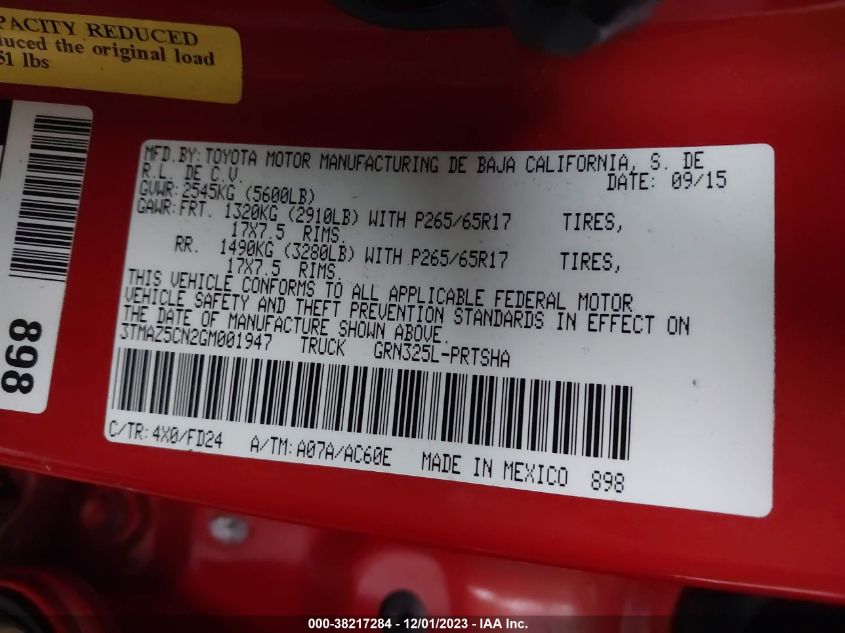 PACITY REDUCED
duced the original load
51 lbs
898
MFD.BY:TOYOTA MOTOR MANUFACTURING DE BAJA CALIFORNIA, S. DE
R.L. DE C.V.
DATE: 09/15
GVWR:2545KG (5600LB)
GAWR:FRT. 1320KG (2910LB) WITH P265/65R17 TIRES,
17X7.5 RIMS.
RR. 1490KG (3280LB) WITH P265/65R17 TIRES,
17X7.5 RIMS.
THIS VEHICLE CONFORMS TO ALL APPLICABLE FEDERAL MOTOR
VEHICLE SAFETY AND THEFT PREVENTION STANDARDS IN EFFECT ON
THE DATE OF MANUFACTURE SHOWN ABOVE.
3TMAZ5CN2GM001947 TRUCK GRN325L-PRTSHA
C/TR:4X0/FD24 A/TM:A07A/AC60E MADE IN MEXICO 898
000-38217284 - 12/01/2023 - IAA Inc.